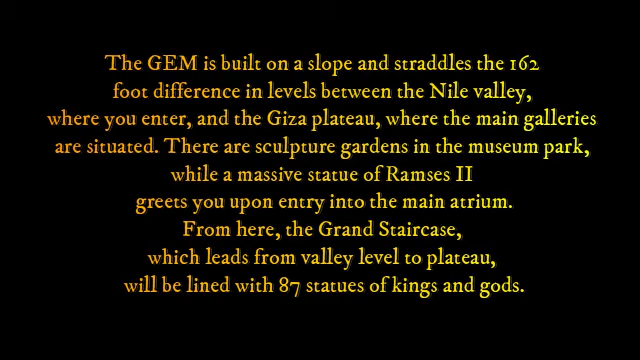 The GEM is built on a slope and straddles the 162
foot difference in levels between the Nile valley,
where you enter, and the Giza plateau, where the main galleries
are situated. There are sculpture gardens in the museum park,
while a massive statue of Ramses II
greets you upon entry into the main atrium.
From here, the Grand Staircase,
which leads from valley level to plateau,
will be lined with 87 statues of kings and gods.